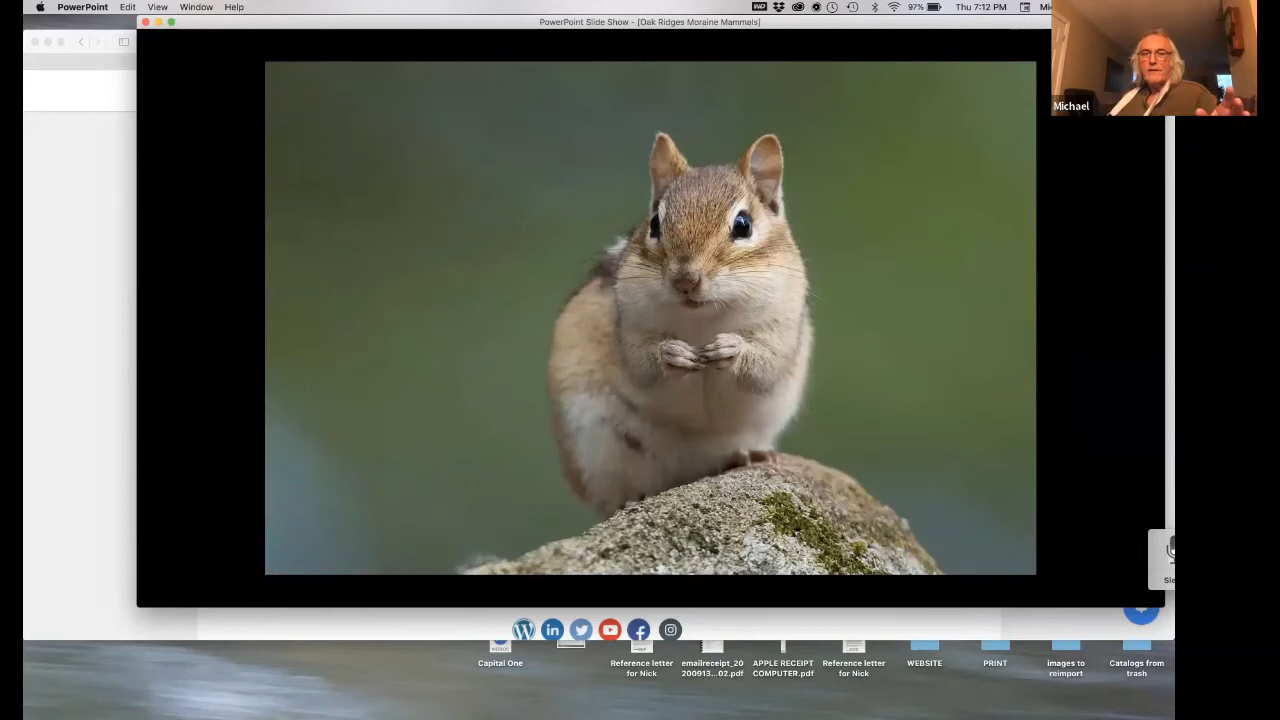 PowerPoint Edit View Window Help
97% Thu 7:12 PM
PowerPoint Slide Show - [Oak Ridges Moraine Mammals]
Michael
Capital One
Reference letter
for Nick
emailreceipt_20
200913...02.pdf
APPLE RECEIPT
COMPUTER.pdf
Reference letter
for Nick
WEBSITE
PRINT
images to
reimport
Catalogs from
trash